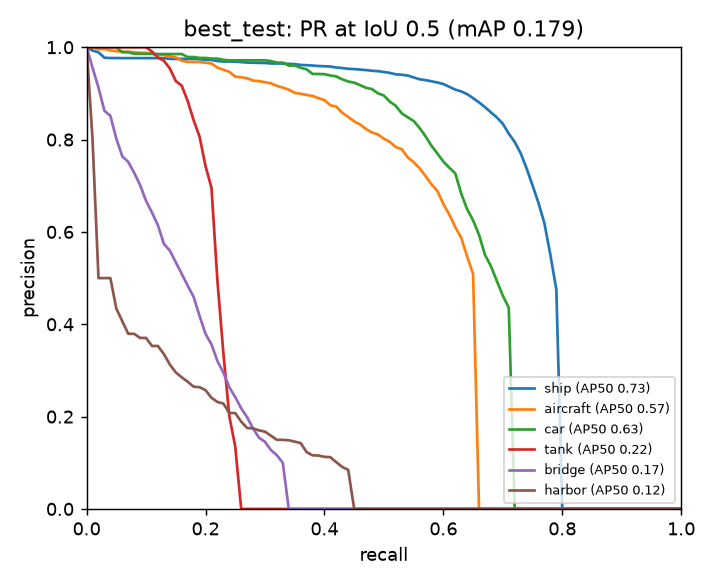 best_test: PR at IoU 0.5 (mAP 0.179)
1.0
0.8
0.6
0.4
0.2
0.0
precision
ship (AP50 0.73)
aircraft (AP50 0.57)
car (AP50 0.63)
tank (AP50 0.22)
bridge (AP50 0.17)
harbor (AP50 0.12)
0.0 0.2 0.4 0.6 0.8 1.0
recall